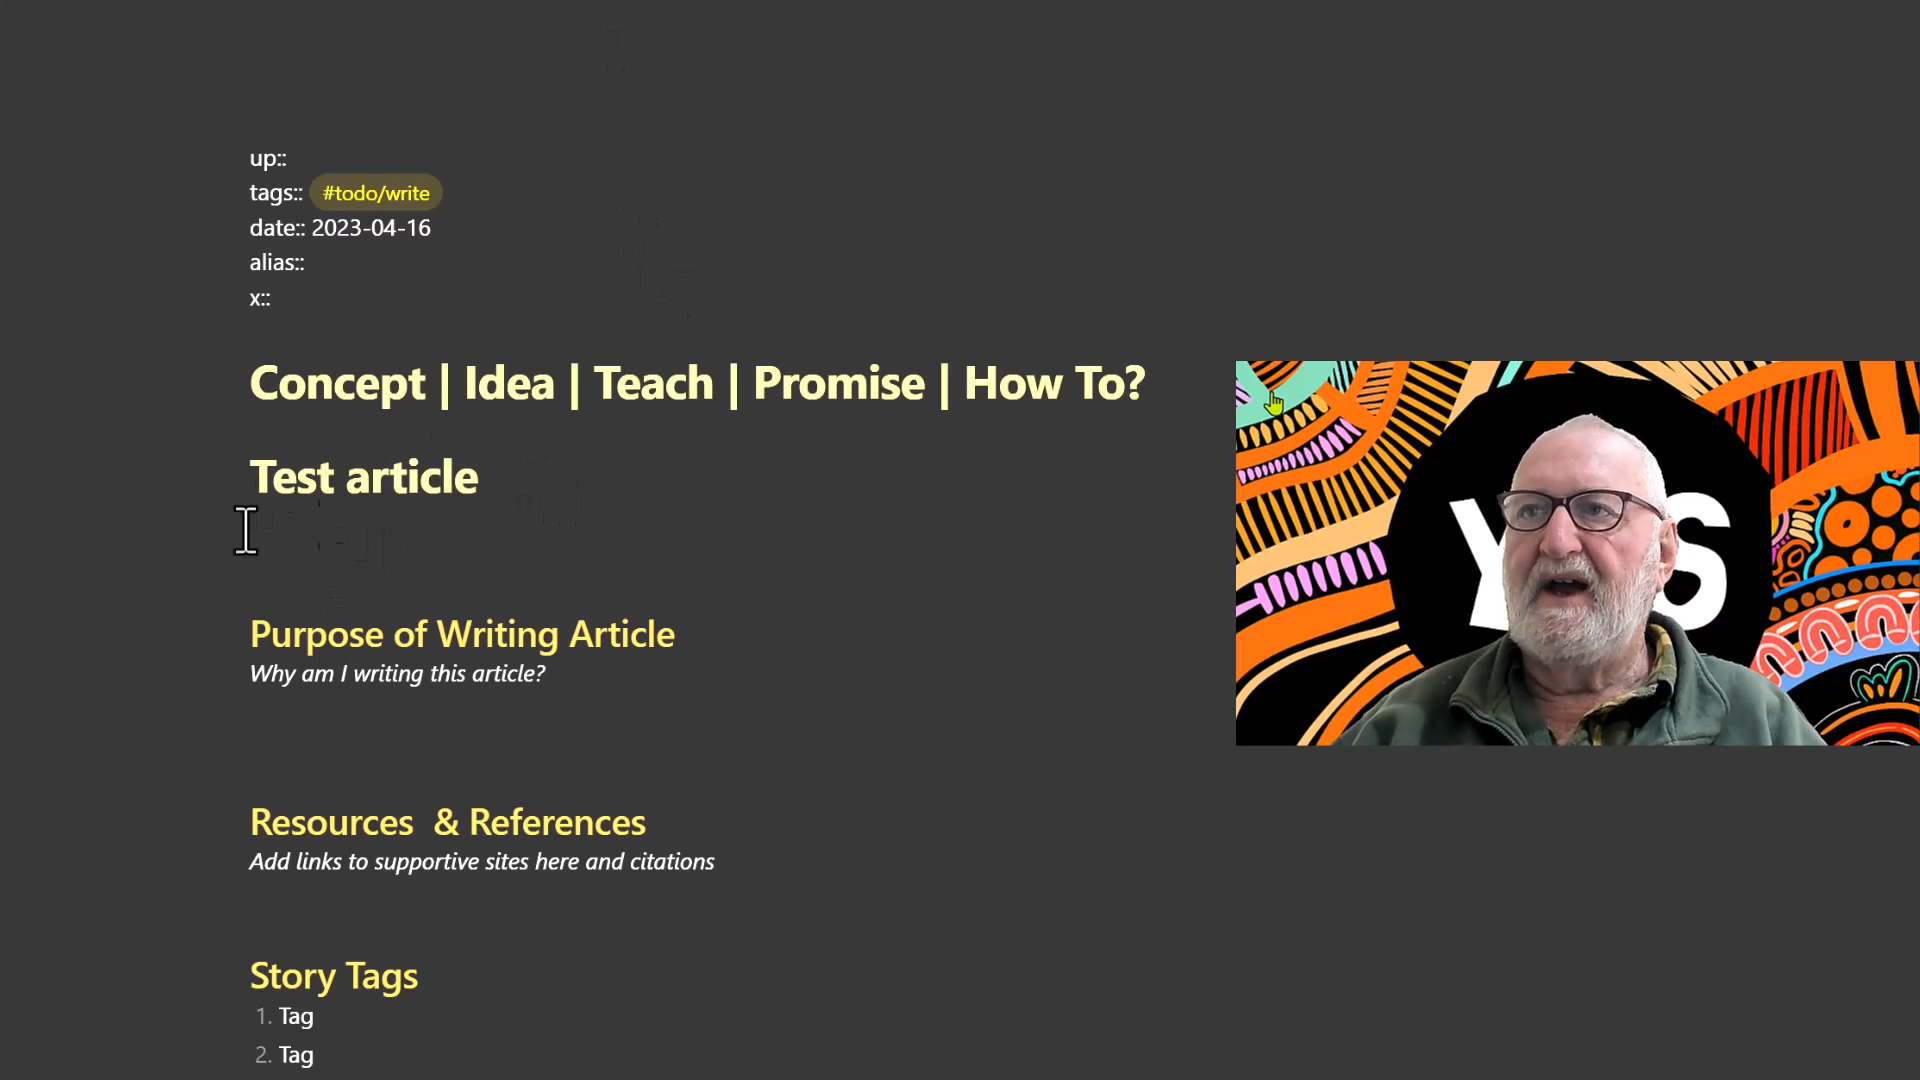 up::
tags:: #todo/write
date:: 2023-04-16
alias::
x::
Concept | Idea | Teach | Promise | How To?
Test article
YES
Purpose of Writing Article
Why am I writing this article?
Resources & References
Add links to supportive sites here and citations
Story Tags
1. Tag
2. Tag